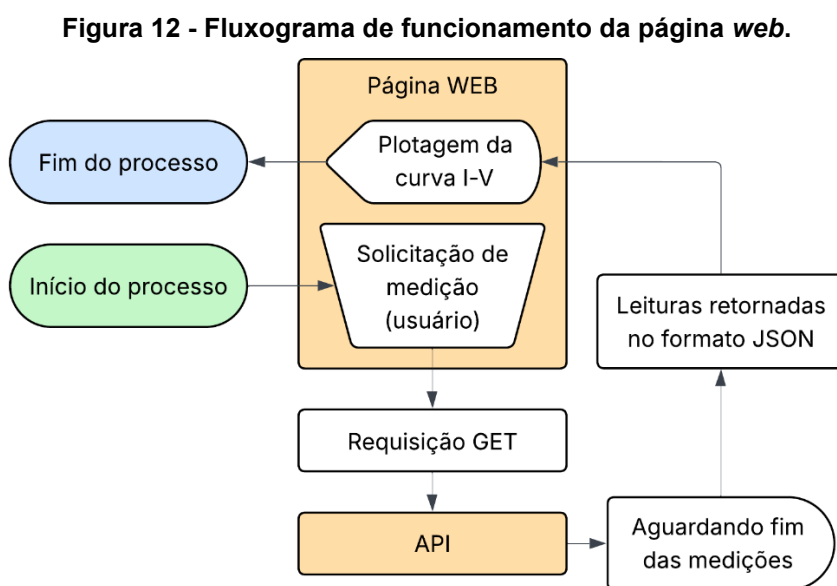 Figura 12 - Fluxograma de funcionamento da página web.
Página WEB
Fim do processo
Plotagem da
curva I-V
Início do processo
Solicitação de
medição
(usuário)
Leituras retornadas
no formato JSON
Requisição GET
API
Aguardando fim
das medições